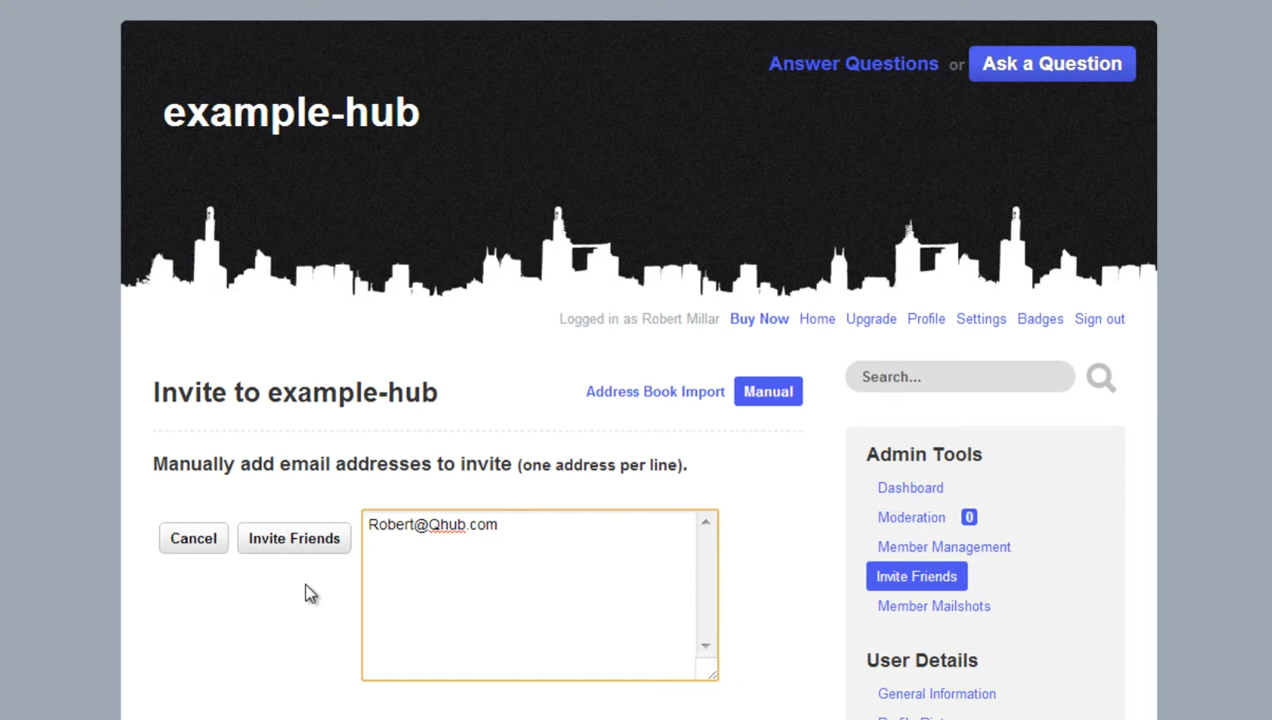 Answer Questions or Ask a Question
example-hub
Logged in as Robert Millar Buy Now Home Upgrade Profile Settings Badges Sign out
Invite to example-hub
Address Book Import Manual
Search...
Manually add email addresses to invite (one address per line).
Cancel Invite Friends
Robert@Qhub.com
Admin Tools
Dashboard
Moderation 0
Member Management
Invite Friends
Member Mailshots
User Details
General Information